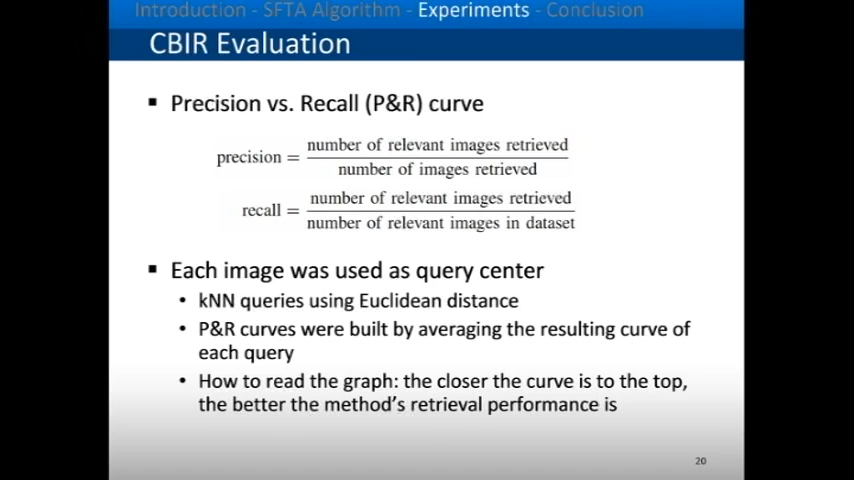 Introduction - SFTA Algorithm - Experiments - Conclusion
CBIR Evaluation
▪ Precision vs. Recall (P&R) curve
precision = number of relevant images retrieved
number of images retrieved
recall = number of relevant images retrieved
number of relevant images in dataset
▪ Each image was used as query center
• kNN queries using Euclidean distance
• P&R curves were built by averaging the resulting curve of
each query
• How to read the graph: the closer the curve is to the top,
the better the method's retrieval performance is
20